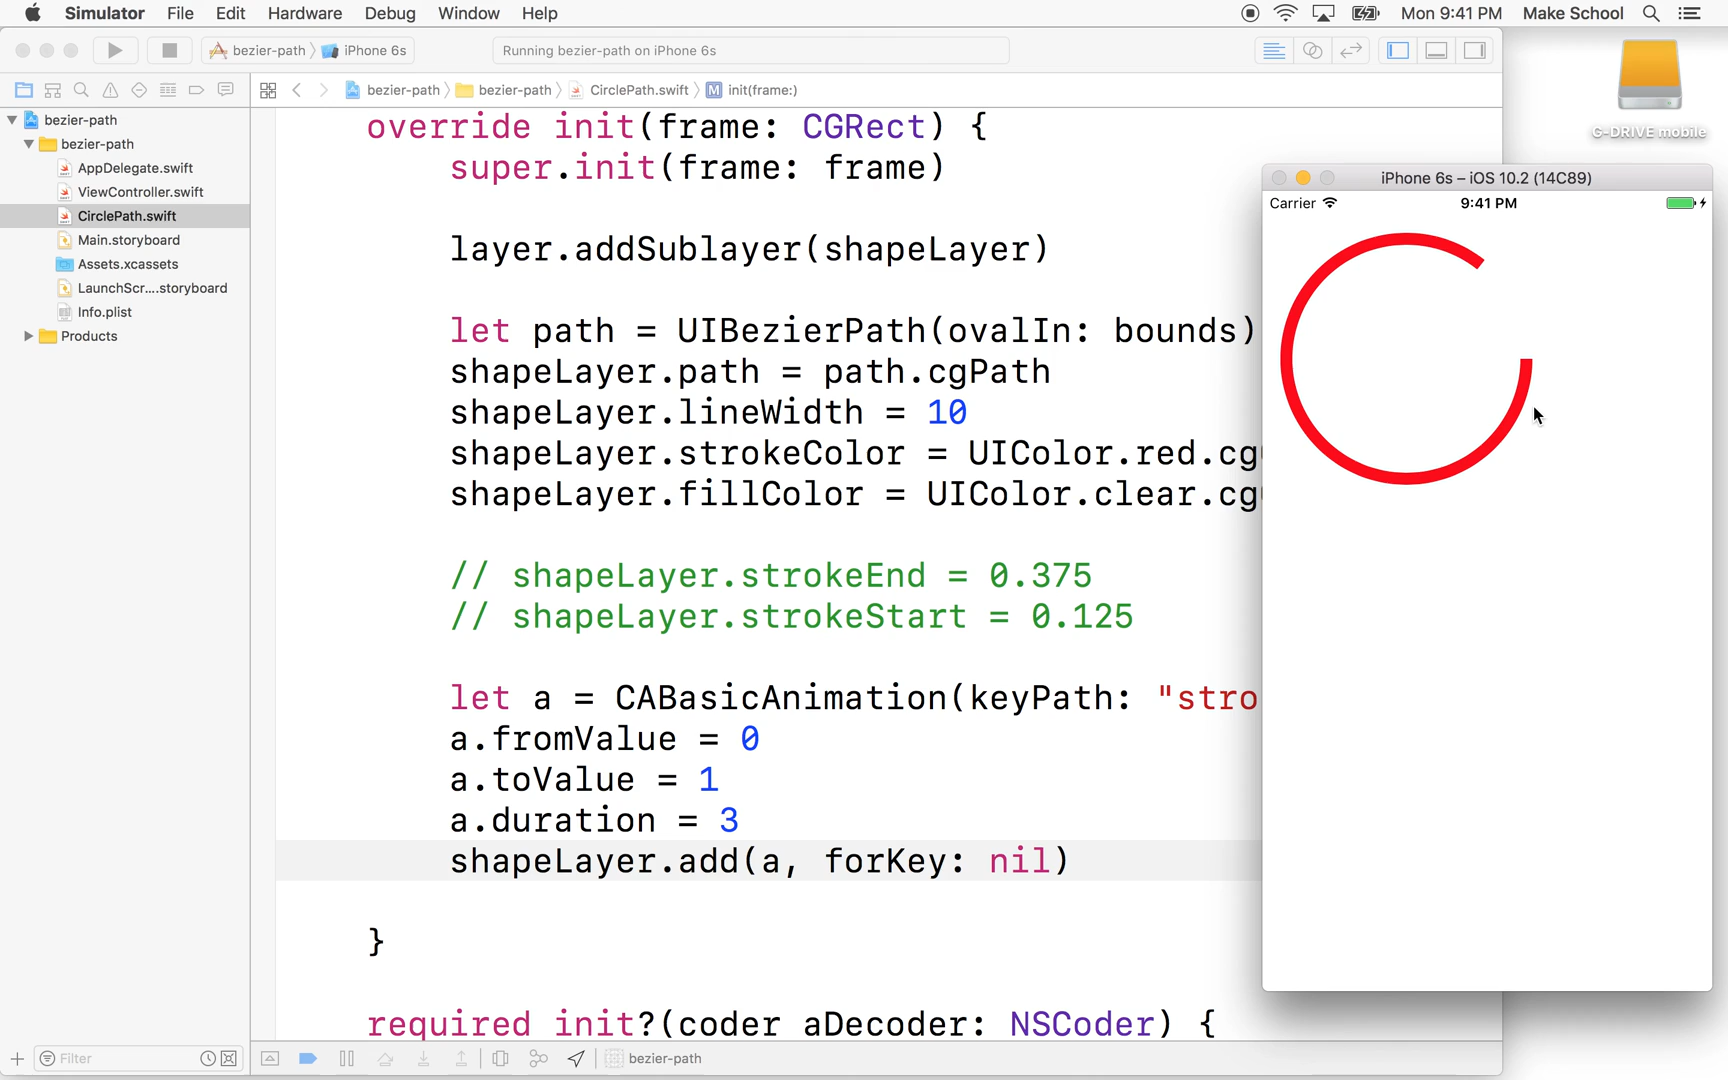 Simulator File Edit Hardware Debug Window Help Mon 9:41 PM Make School
bezier-path iPhone 6s Running bezier-path on iPhone 6s
bezier-path bezier-path CirclePath.swift M init(frame:)
bezier-path
bezier-path
AppDelegate.swift
ViewController.swift
CirclePath.swift
Main.storyboard
Assets.xcassets
LaunchScr....storyboard
Info.plist
Products
override init(frame: CGRect) {
super.init(frame: frame)
layer.addSublayer(shapeLayer)
let path = UIBezierPath(ovalIn: bounds)
shapeLayer.path = path.cgPath
shapeLayer.lineWidth = 10
shapeLayer.strokeColor = UIColor.red.cg
shapeLayer.fillColor = UIColor.clear.cg
// shapeLayer.strokeEnd = 0.375
// shapeLayer.strokeStart = 0.125
let a = CABasicAnimation(keyPath: "stro
a.fromValue = 0
a.toValue = 1
a.duration = 3
shapeLayer.add(a, forKey: nil)
}
required init?(coder aDecoder: NSCoder) {
Filter
bezier-path
G-DRIVE mobile
iPhone 6s – iOS 10.2 (14C89)
Carrier 9:41 PM